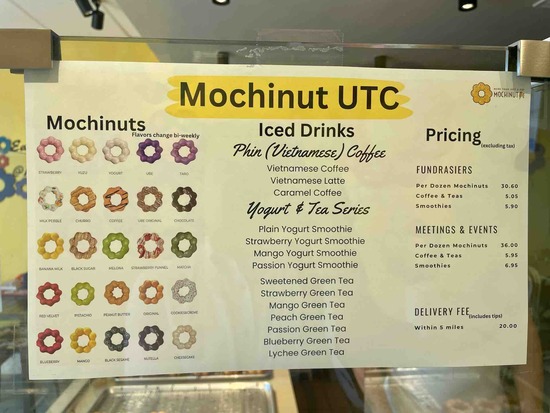 Mochinut UTC
MOCHINUT
Mochinuts
Flavors change bi-weekly
STRAWBERRY YUZU YOGURT UBE TARO
MILK PEBBLE CHURRO COFFEE UBE ORIGINAL CHOCOLATE
BANANA MILK BLACK SUGAR MELONA STRAWBERRY FUNNEL MATCHA
RED VELVET PISTACHIO PEANUT BUTTER ORIGINAL COOKIES&CREAM
BLUEBERRY MANGO BLACK SESAME NUTELLA CHEESECAKE
Iced Drinks
Phin (Vietnamese) Coffee
Vietnamese Coffee
Vietnamese Latte
Caramel Coffee
Yogurt & Tea Series
Plain Yogurt Smoothie
Strawberry Yogurt Smoothie
Mango Yogurt Smoothie
Passion Yogurt Smoothie
Sweetened Green Tea
Strawberry Green Tea
Mango Green Tea
Peach Green Tea
Passion Green Tea
Blueberry Green Tea
Lychee Green Tea
Pricing
(excluding tax)
FUNDRAISERS
Per Dozen Mochinuts 30.60
Coffee & Teas 5.05
Smoothies 5.90
MEETINGS & EVENTS
Per Dozen Mochinuts 36.00
Coffee & Teas 5.95
Smoothies 6.95
DELIVERY FEE
(includes tips)
Within 5 miles 20.00